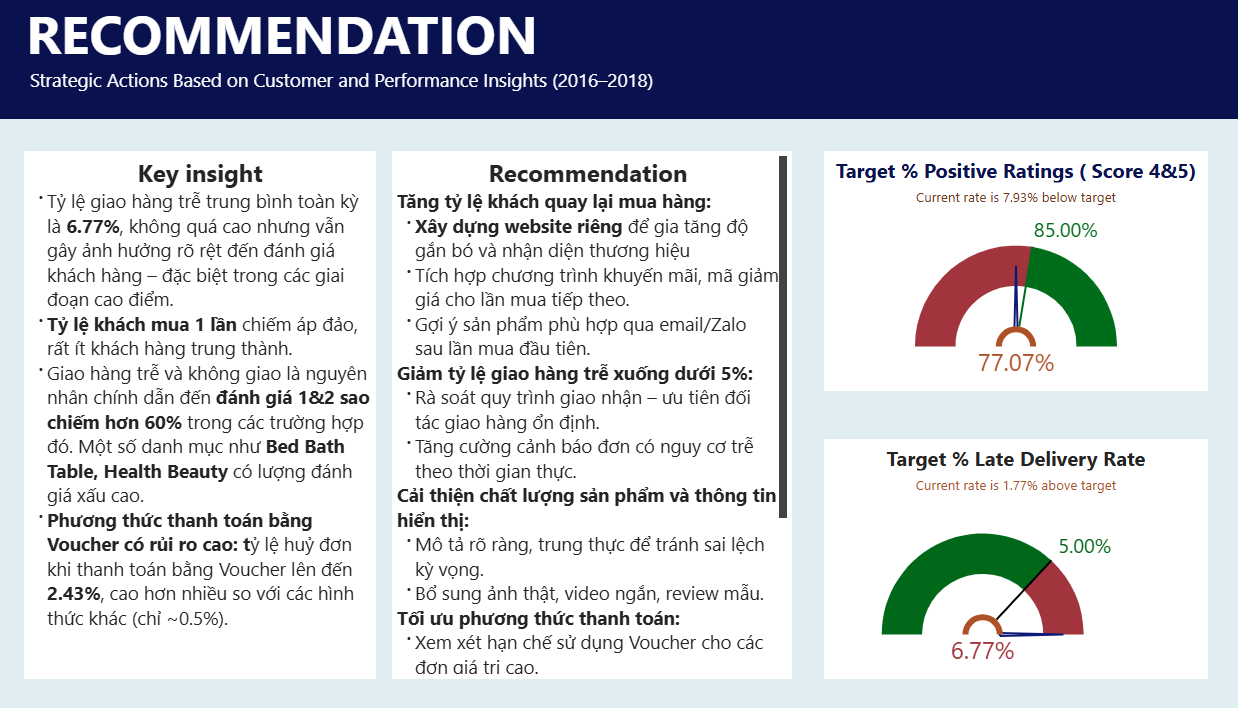 RECOMMENDATION
Strategic Actions Based on Customer and Performance Insights (2016–2018)
Key insight
• Tỷ lệ giao hàng trễ trung bình toàn kỳ
là 6.77%, không quá cao nhưng vẫn
gây ảnh hưởng rõ rệt đến đánh giá
khách hàng – đặc biệt trong các giai
đoạn cao điểm.
• Tỷ lệ khách mua 1 lần chiếm áp đảo,
rất ít khách hàng trung thành.
• Giao hàng trễ và không giao là nguyên
nhân chính dẫn đến đánh giá 1&2 sao
chiếm hơn 60% trong các trường hợp
đó. Một số danh mục như Bed Bath
Table, Health Beauty có lượng đánh
giá xấu cao.
• Phương thức thanh toán bằng
Voucher có rủi ro cao: tỷ lệ huỷ đơn
khi thanh toán bằng Voucher lên đến
2.43%, cao hơn nhiều so với các hình
thức khác (chỉ ~0.5%).
Recommendation
Tăng tỷ lệ khách quay lại mua hàng:
• Xây dựng website riêng để gia tăng độ
gắn bó và nhận diện thương hiệu
• Tích hợp chương trình khuyến mãi, mã giảm
giá cho lần mua tiếp theo.
• Gợi ý sản phẩm phù hợp qua email/Zalo
sau lần mua đầu tiên.
Giảm tỷ lệ giao hàng trễ xuống dưới 5%:
• Rà soát quy trình giao nhận – ưu tiên đối
tác giao hàng ổn định.
• Tăng cường cảnh báo đơn có nguy cơ trễ
theo thời gian thực.
Cải thiện chất lượng sản phẩm và thông tin
hiển thị:
• Mô tả rõ ràng, trung thực để tránh sai lệch
kỳ vọng.
• Bổ sung ảnh thật, video ngắn, review mẫu.
Tối ưu phương thức thanh toán:
• Xem xét hạn chế sử dụng Voucher cho các
đơn giá trị cao.
Target % Positive Ratings ( Score 4&5)
Current rate is 7.93% below target
85.00%
77.07%
Target % Late Delivery Rate
Current rate is 1.77% above target
5.00%
6.77%